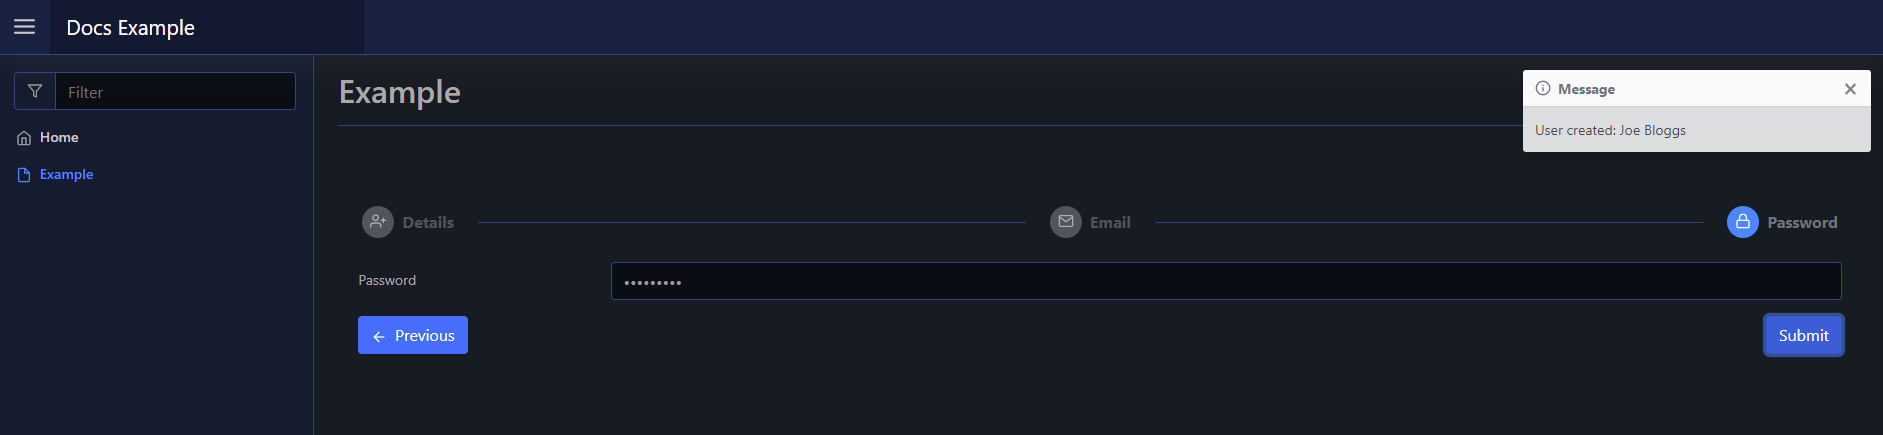 Docs Example
Filter
Home
Example
Example
Message
User created: Joe Bloggs
Details
Email
Password
Password
•••••••••
Previous
Submit